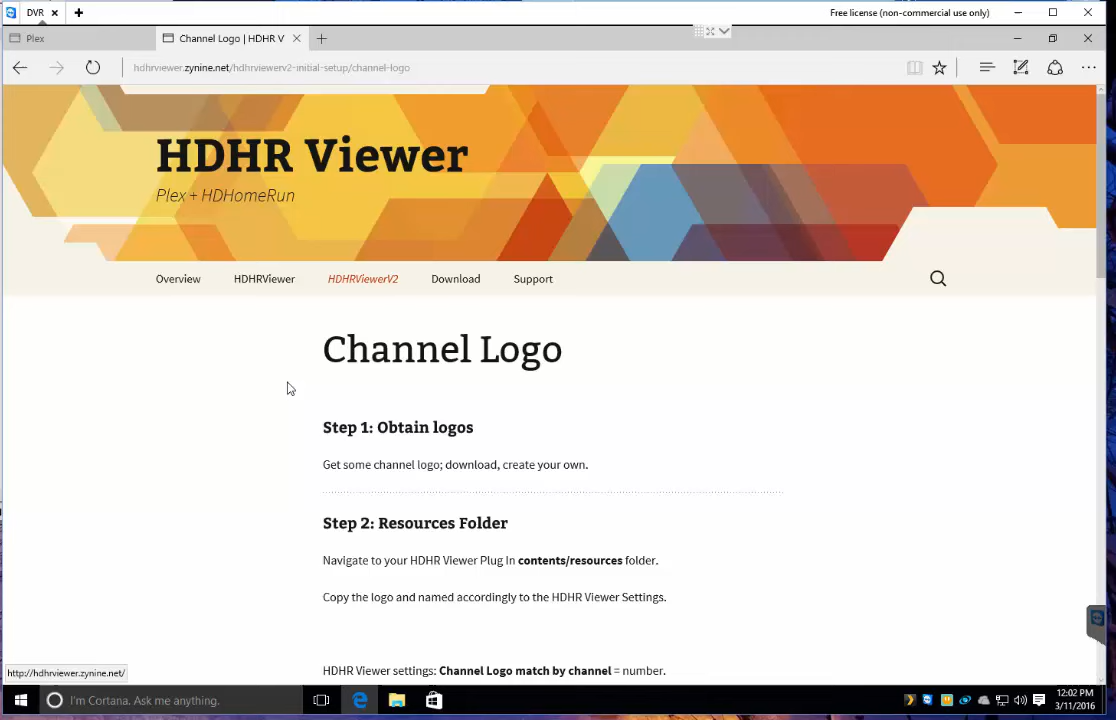 DVR
Free license (non-commercial use only)
Plex
Channel Logo | HDHR V
hdhrviewer.zynine.net/hdhrviewerv2-initial-setup/channel-logo
HDHR Viewer
Plex + HDHomeRun
Overview
HDHRViewer
HDHRViewerV2
Download
Support
Channel Logo
Step 1: Obtain logos
Get some channel logo; download, create your own.
Step 2: Resources Folder
Navigate to your HDHR Viewer Plug In contents/resources folder.
Copy the logo and named accordingly to the HDHR Viewer Settings.
HDHR Viewer settings: Channel Logo match by channel = number.
http://hdhrviewer.zynine.net/
I'm Cortana. Ask me anything.
12:02 PM
3/11/2016